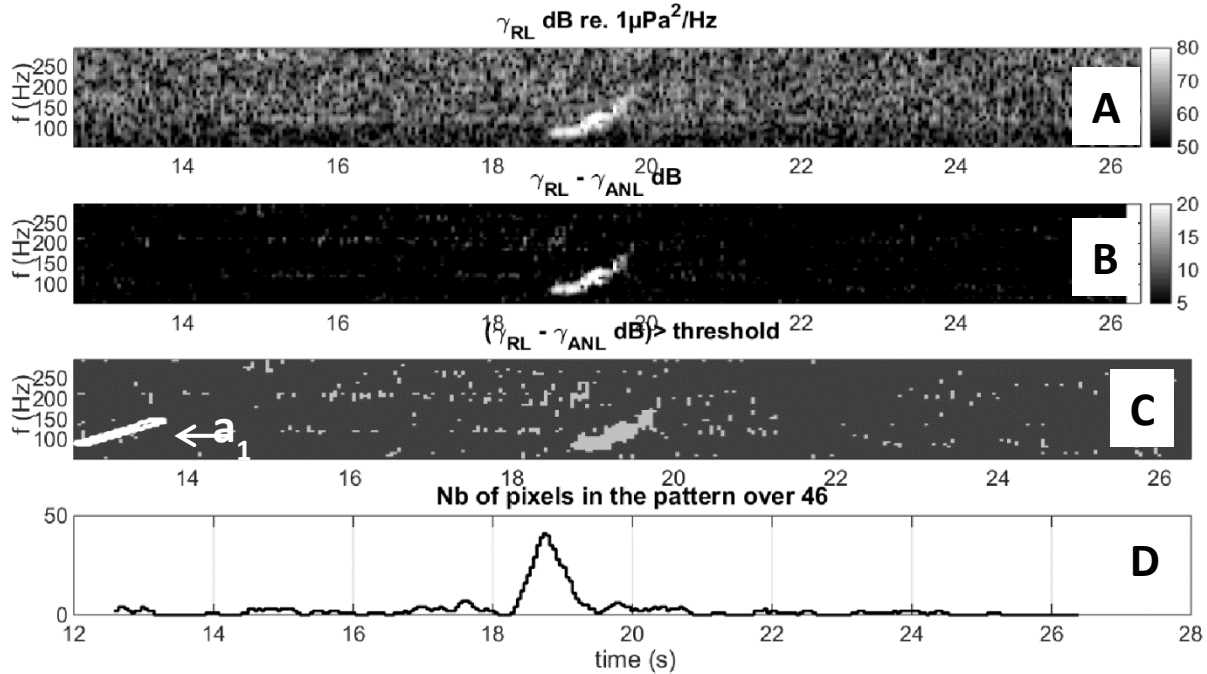 γRL dB re. 1µPa²/Hz
f (Hz)
250
200
150
100
A
80
70
60
50
14 16 18 20 22 24 26
γRL - γANL dB
f (Hz)
250
200
150
100
B
20
15
10
5
14 16 18 20 22 24 26
(γRL - γANL dB)> threshold
f (Hz)
250
200
150
100
a1
C
14 16 18 20 22 24 26
Nb of pixels in the pattern over 46
50
0
D
12 14 16 18 20 22 24 26 28
time (s)